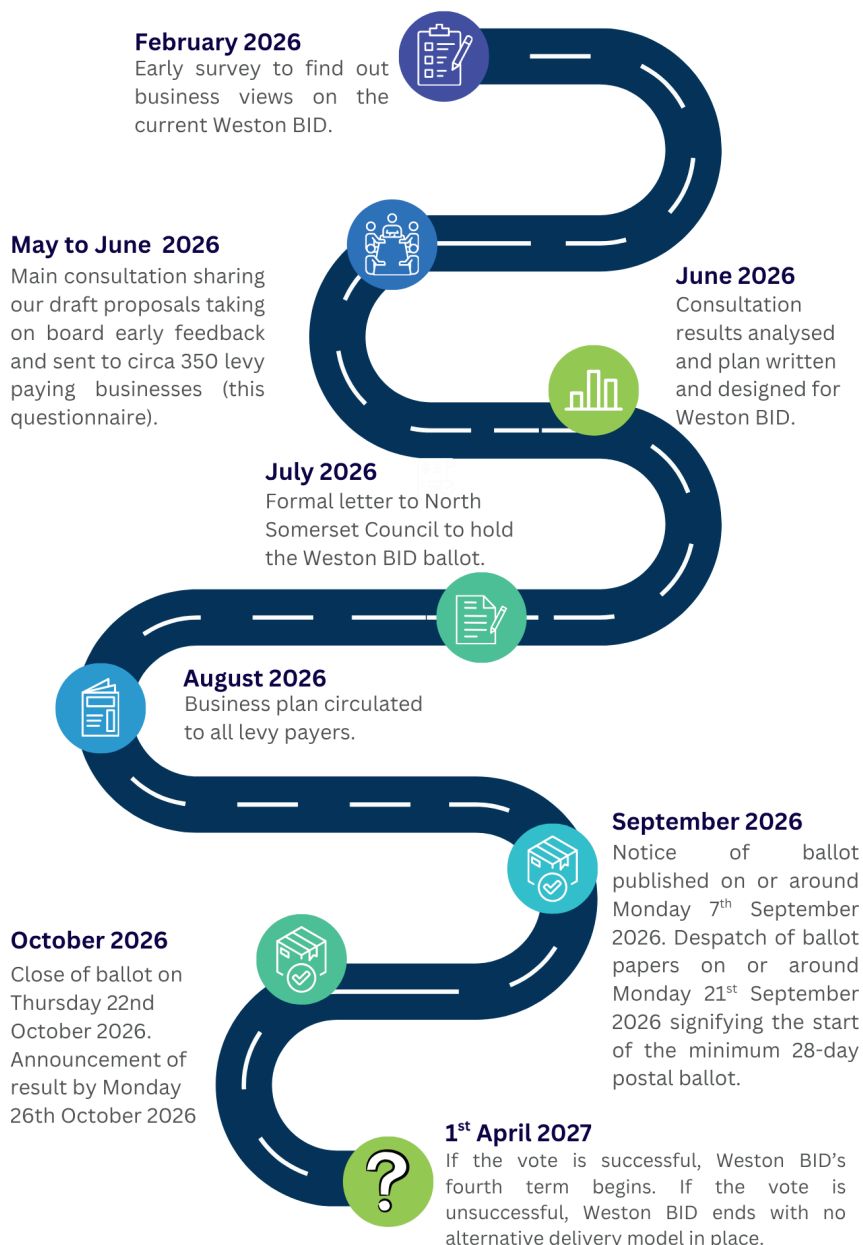 February 2026
Early survey to find out
business views on the
current Weston BID.
May to June 2026
Main consultation sharing
our draft proposals taking
on board early feedback
and sent to circa 350 levy
paying businesses (this
questionnaire).
June 2026
Consultation
results analysed
and plan written
and designed for
Weston BID.
July 2026
Formal letter to North
Somerset Council to hold
the Weston BID ballot.
August 2026
Business plan circulated
to all levy payers.
September 2026
Notice of ballot
published on or around
Monday 7th September
2026. Despatch of ballot
papers on or around
Monday 21st September
2026 signifying the start
of the minimum 28-day
postal ballot.
October 2026
Close of ballot on
Thursday 22nd
October 2026.
Announcement of
result by Monday
26th October 2026
1st April 2027
If the vote is successful, Weston BID’s
fourth term begins. If the vote is
unsuccessful, Weston BID ends with no
alternative delivery model in place.
?